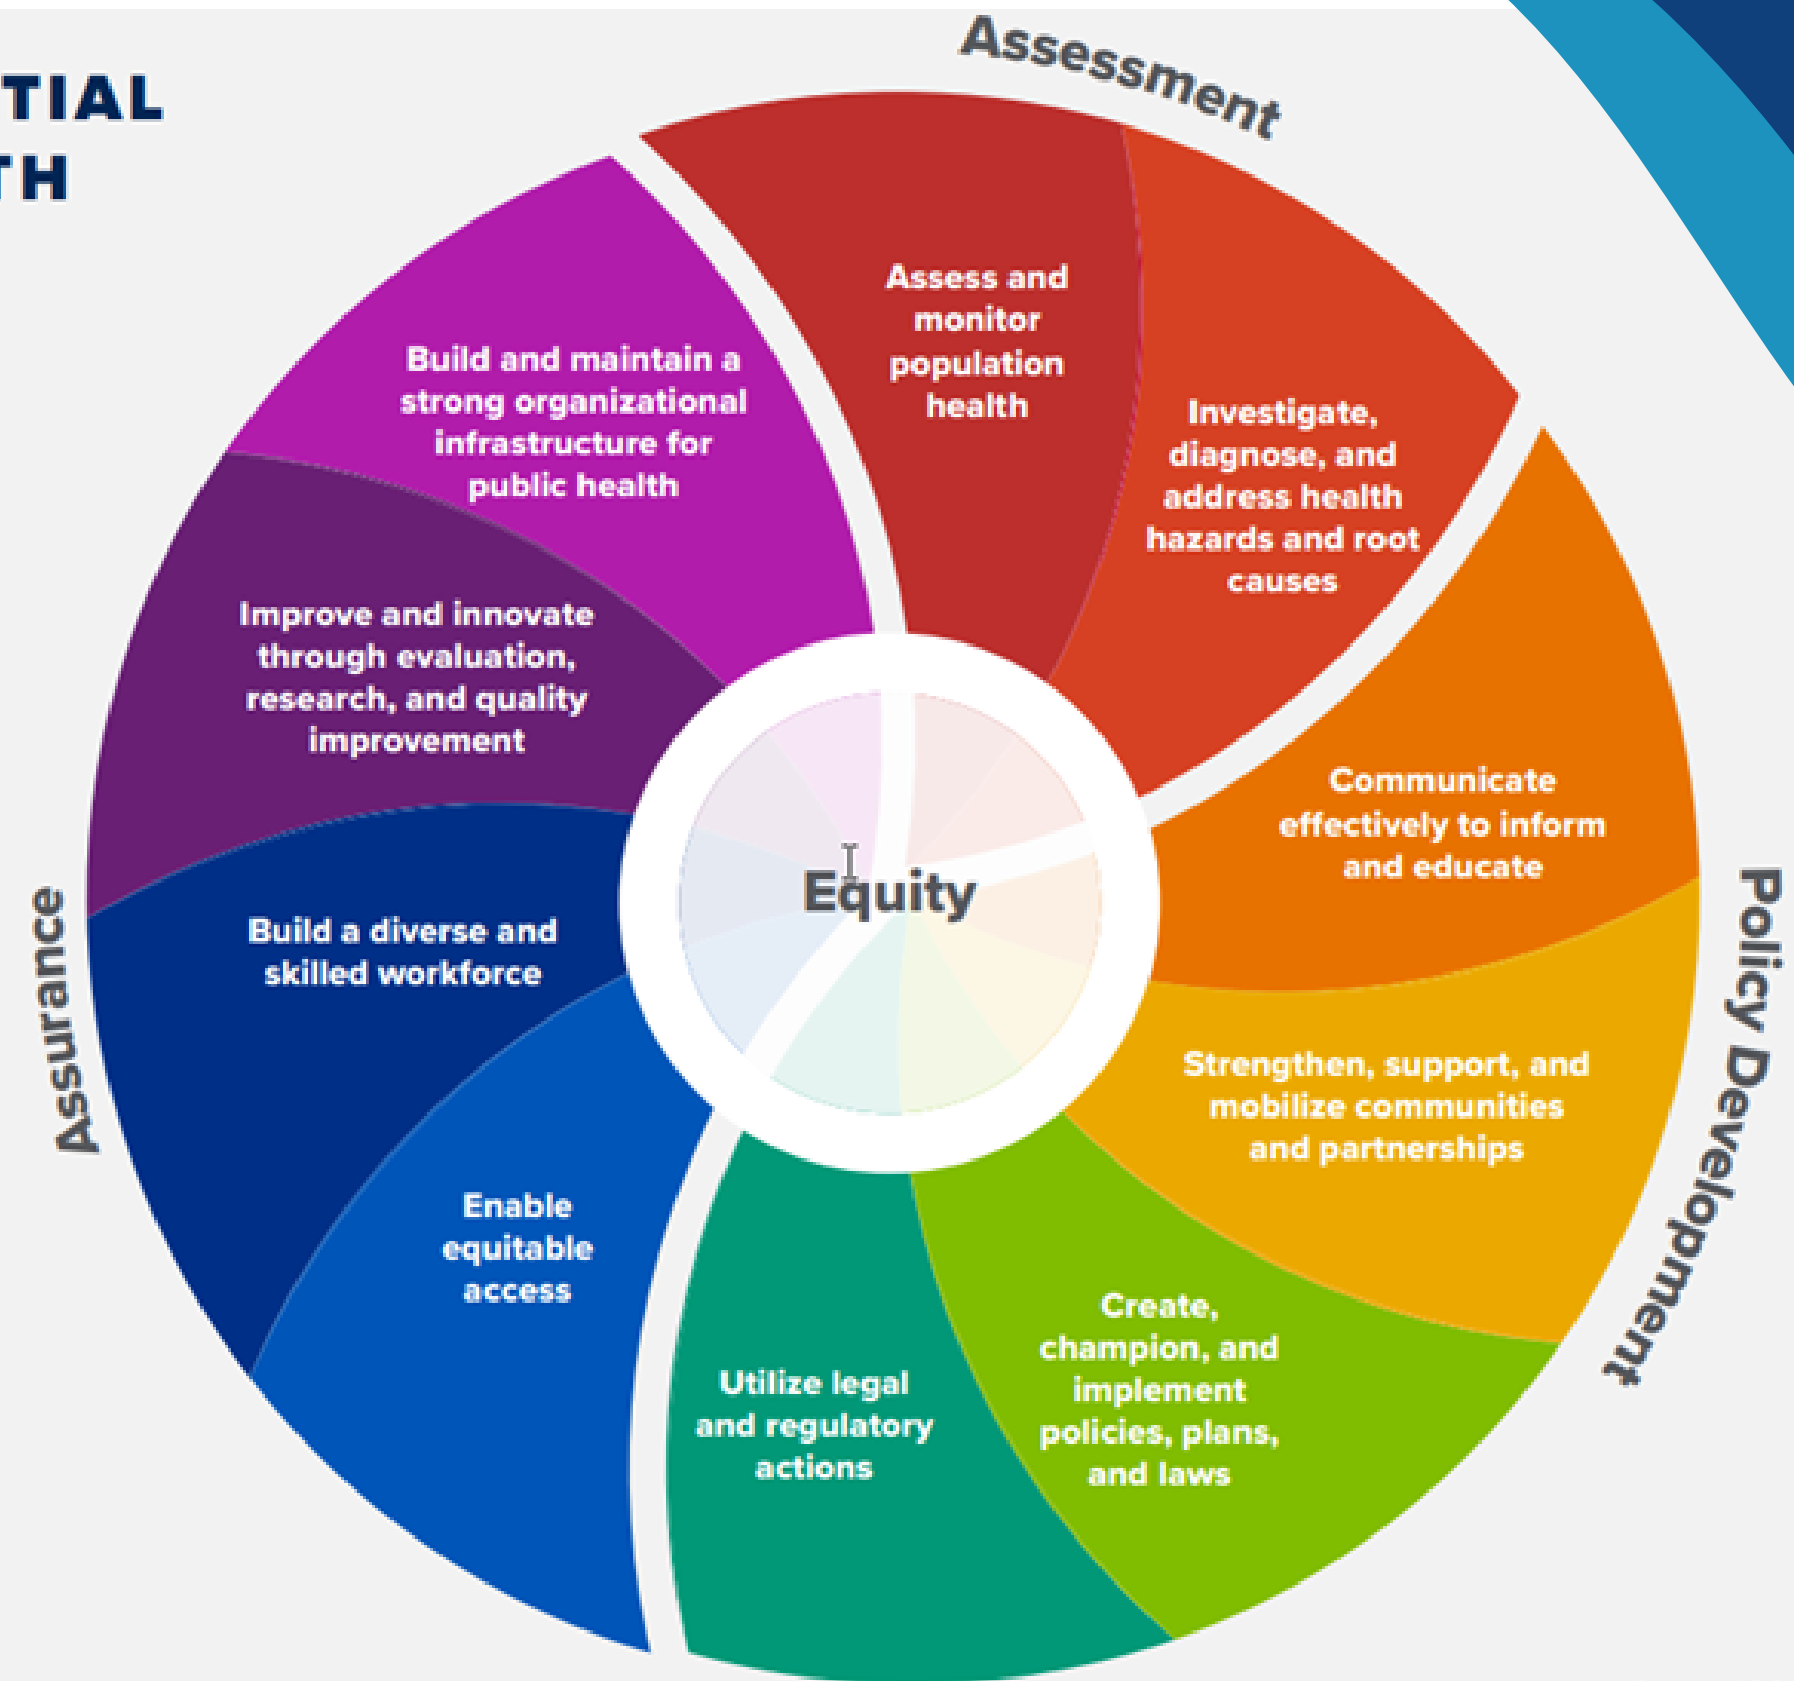 TIAL
TH
Assessment
Assess and
monitor
population
health
Investigate,
diagnose, and
address health
hazards and root
causes
Communicate
effectively to inform
and educate
Policy Development
Strengthen, support, and
mobilize communities
and partnerships
Create,
champion, and
implement
policies, plans,
and laws
Utilize legal
and regulatory
actions
Enable
equitable
access
Assurance
Build a diverse and
skilled workforce
Improve and innovate
through evaluation,
research, and quality
improvement
Build and maintain a
strong organizational
infrastructure for
public health
Equity